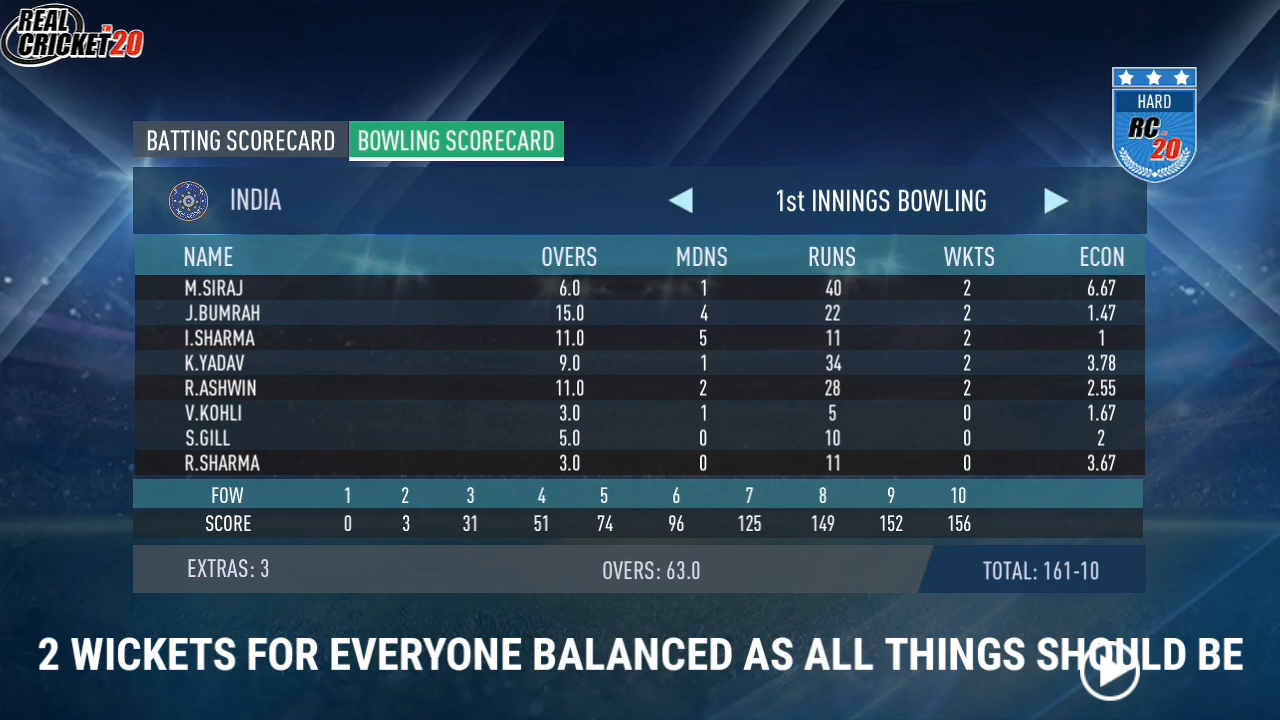 REAL
CRICKET™20
HARD
RC™
20
BATTING SCORECARD BOWLING SCORECARD
INDIA 1st INNINGS BOWLING
NAME OVERS MDNS RUNS WKTS ECON
M.SIRAJ 6.0 1 40 2 6.67
J.BUMRAH 15.0 4 22 2 1.47
I.SHARMA 11.0 5 11 2 1
K.YADAV 9.0 1 34 2 3.78
R.ASHWIN 11.0 2 28 2 2.55
V.KOHLI 3.0 1 5 0 1.67
S.GILL 5.0 0 10 0 2
R.SHARMA 3.0 0 11 0 3.67
FOW 1 2 3 4 5 6 7 8 9 10
SCORE 0 3 31 51 74 96 125 149 152 156
EXTRAS: 3 OVERS: 63.0 TOTAL: 161-10
2 WICKETS FOR EVERYONE BALANCED AS ALL THINGS SHOULD BE